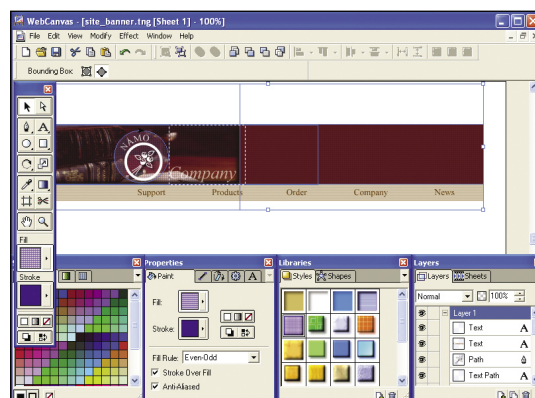 WebCanvas - [site_banner.tng [Sheet 1] - 100%]
File Edit View Modify Effect Window Help
Bounding Box:
NAMO
Company
Support Products Order Company News
Fill
Stroke
Properties
Paint
A
Fill:
Stroke:
Fill Rule: Even-Odd
Stroke Over Fill
Anti-Aliased
Libraries
Styles Shapes
Layers
Layers Sheets
Normal 100%
Layer 1
Text A
Text A
Path
Text Path A